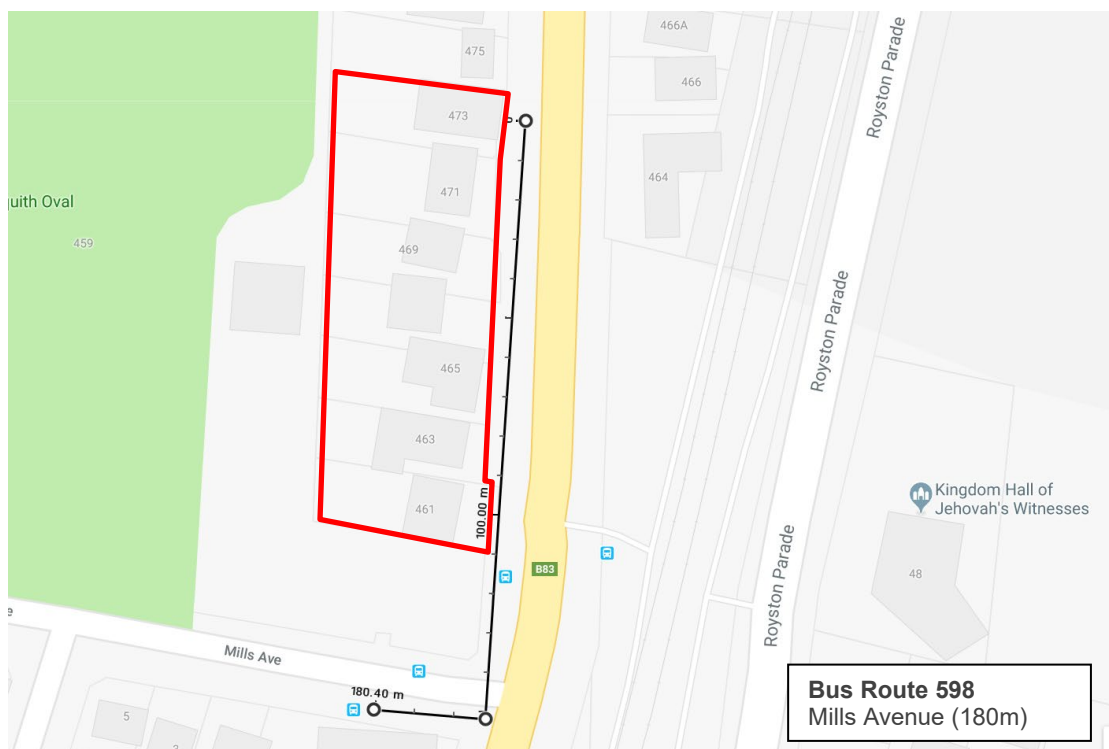 466A
475
466
Royston Parade
473
464
471
quith Oval
459
469
Royston Parade
465
463
Kingdom Hall of
Jehovah's Witnesses
461
100.00 m
B83
48
Royston Parade
Mills Ave
180.40 m
5
Bus Route 598
Mills Avenue (180m)